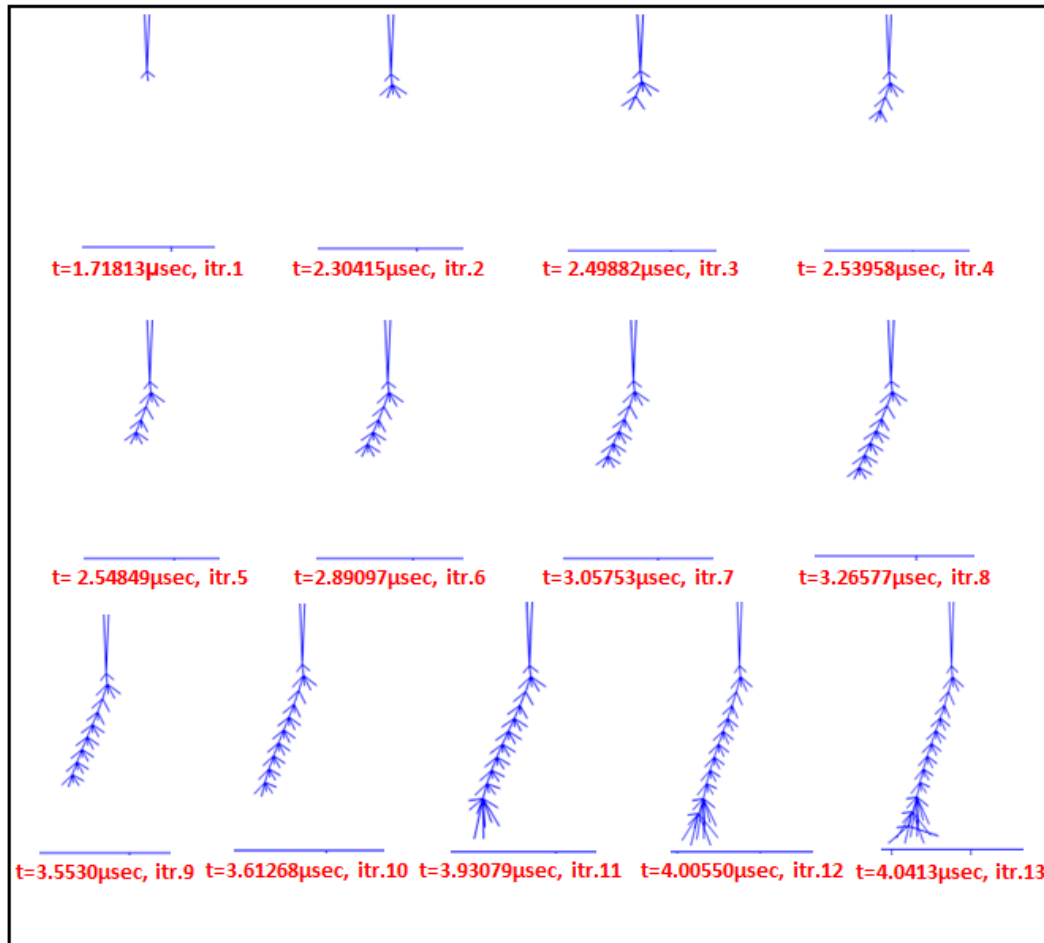 t=1.71813μsec, itr.1 t=2.30415μsec, itr.2 t= 2.49882μsec, itr.3 t= 2.53958μsec, itr.4
t= 2.54849μsec, itr.5 t=2.89097μsec, itr.6 t=3.05753μsec, itr.7 t=3.26577μsec, itr.8
t=3.5530μsec, itr.9 t=3.61268μsec, itr.10 t=3.93079μsec, itr.11 t=4.00550μsec, itr.12 t=4.0413μsec, itr.13